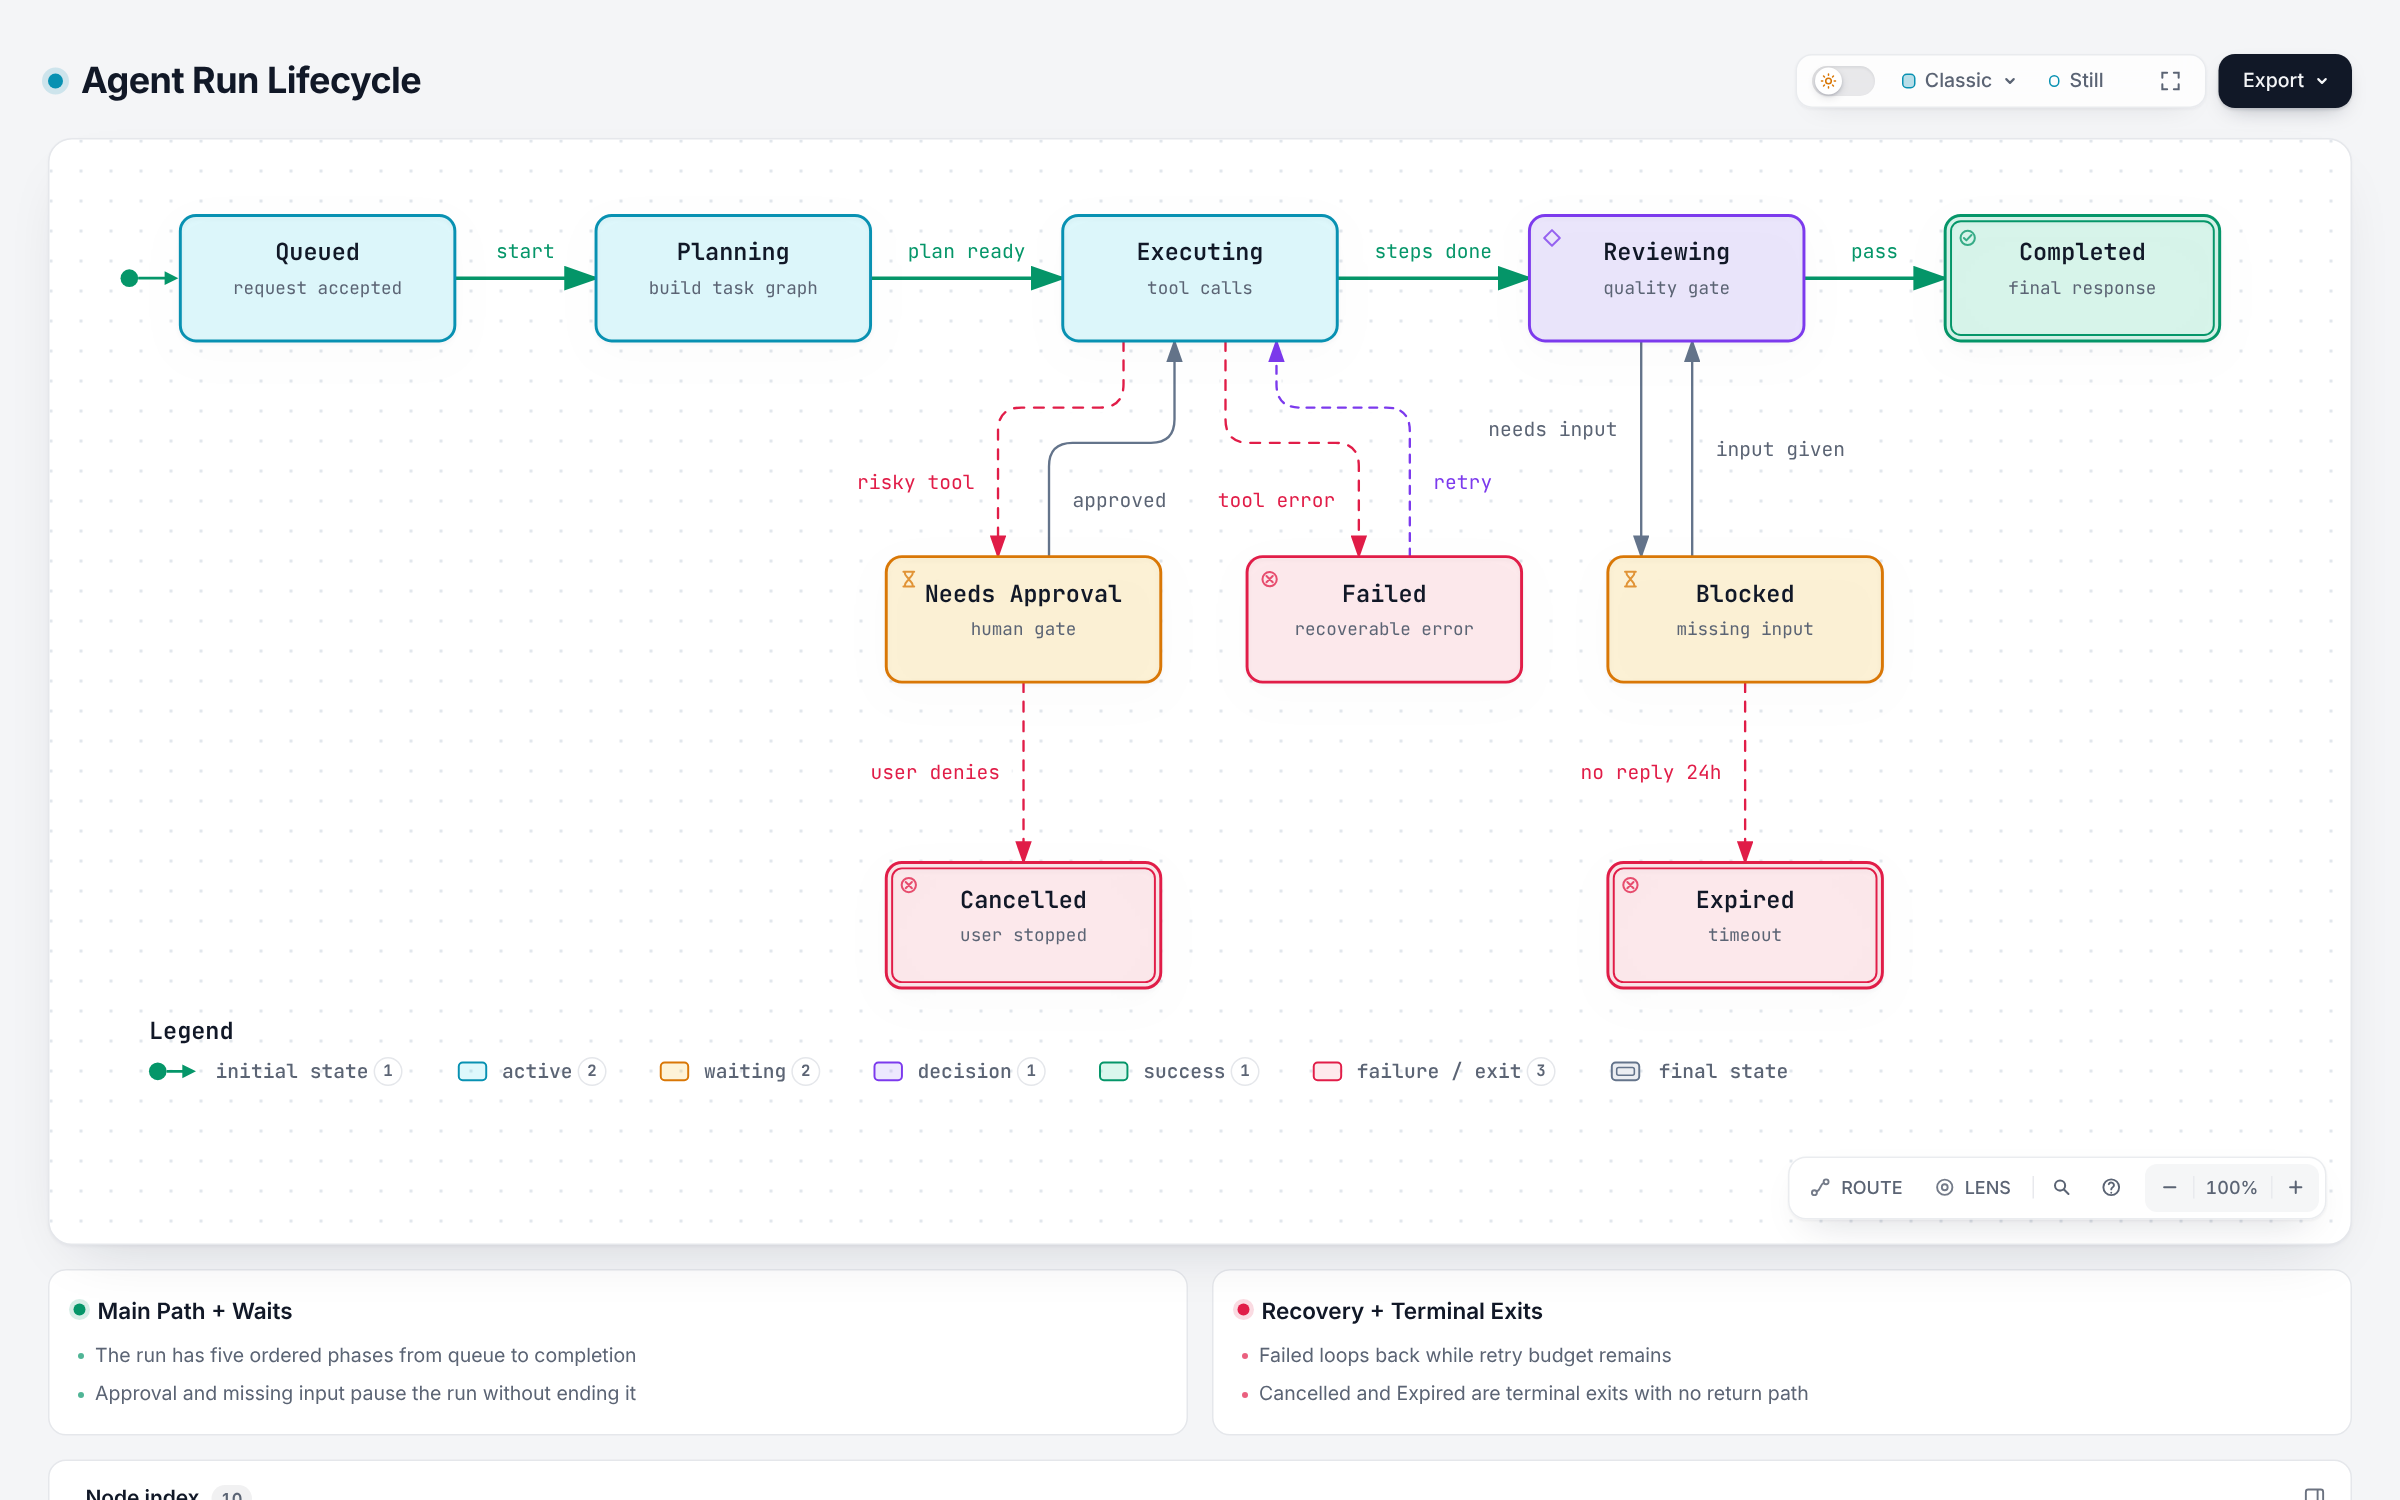 Agent Run Lifecycle
Classic
Still
Export
Queued
request accepted
start
Planning
build task graph
plan ready
Executing
tool calls
steps done
Reviewing
quality gate
pass
Completed
final response
risky tool
approved
tool error
retry
needs input
input given
Needs Approval
human gate
Failed
recoverable error
Blocked
missing input
user denies
no reply 24h
Cancelled
user stopped
Expired
timeout
Legend
initial state 1
active 2
waiting 2
decision 1
success 1
failure / exit 3
final state
ROUTE
LENS
100%
Main Path + Waits
The run has five ordered phases from queue to completion
Approval and missing input pause the run without ending it
Recovery + Terminal Exits
Failed loops back while retry budget remains
Cancelled and Expired are terminal exits with no return path
Node index 10